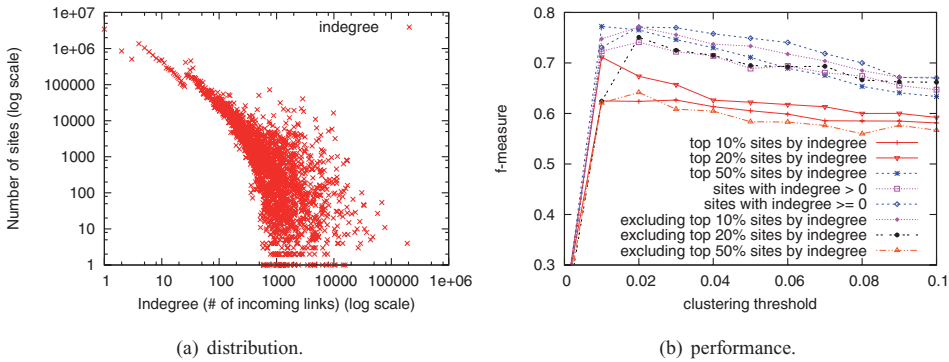 indegree
1e+07
1e+06
100000
10000
1000
100
10
1
Number of sites (log scale)
1 10 100 1000 10000 100000 1e+06
Indegree (# of incoming links) (log scale)
(a) distribution.
0.8
0.7
0.6
0.5
0.4
0.3
f-measure
top 10% sites by indegree
top 20% sites by indegree
top 50% sites by indegree
sites with indegree > 0
sites with indegree >= 0
excluding top 10% sites by indegree
excluding top 20% sites by indegree
excluding top 50% sites by indegree
0 0.02 0.04 0.06 0.08 0.1
clustering threshold
(b) performance.